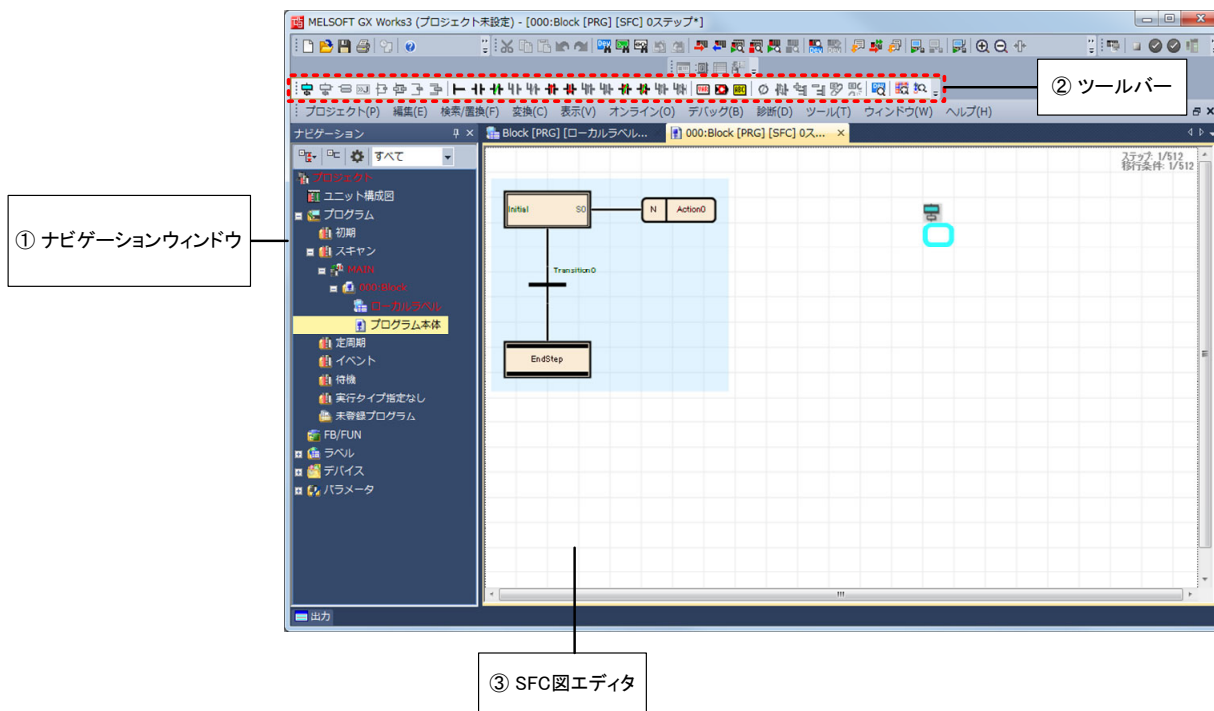 MELSOFT GX Works3 (プロジェクト未設定) - [000:Block [PRG] [SFC] 0ステップ*]
② ツールバー
プロジェクト(P) 編集(E) 検索/置換(F) 変換(C) 表示(V) オンライン(O) デバッグ(B) 診断(D) ツール(T) ウィンドウ(W) ヘルプ(H)
ナビゲーション
Block [PRG] [ローカルラベル...
000:Block [PRG] [SFC] 0ス...
すべて
ステップ: 1/512
移行条件: 1/512
プロジェクト
ユニット構成図
プログラム
初期
スキャン
MAIN
000:Block
ローカルラベル
プログラム本体
定周期
イベント
待機
実行タイプ指定なし
未登録プログラム
FB/FUN
ラベル
デバイス
パラメータ
Initial S0
N Action0
Transition0
EndStep
① ナビゲーションウィンドウ
出力
③ SFC図エディタ